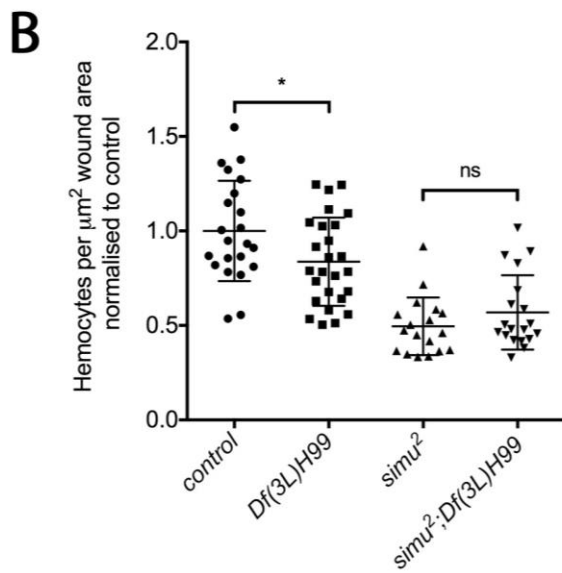 B
Hemocytes per μm² wound area
normalised to control
2.0
1.5
1.0
0.5
0.0
*
ns
control
Df(3L)H99
simu²
simu²;Df(3L)H99